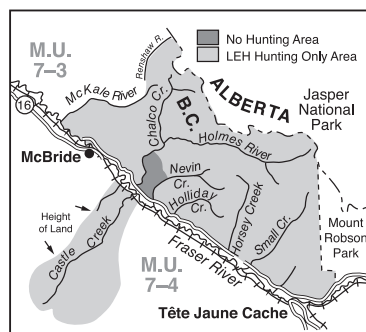 No Hunting Area
LEH Hunting Only Area
M.U.
7–3
Renshaw R.
McKale River
16
Chalco Cr.
B.C.
ALBERTA
Jasper
National
Park
Holmes River
McBride
Nevin
Cr.
Holliday
Cr.
Height
of Land
Castle
Creek
Horsey Creek
Small Cr.
Mount
Robson
Park
M.U.
7–4
Fraser River
Tête Jaune Cache